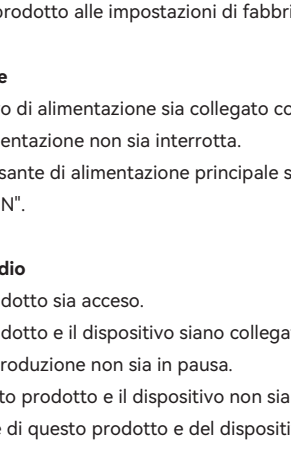 prodotto alle impostazioni di fabbri
e
o di alimentazione sia collegato co
entazione non sia interrotta.
sante di alimentazione principale s
N".
dio
dotto sia acceso.
dotto e il dispositivo siano collega
roduzione non sia in pausa.
to prodotto e il dispositivo non sia
e di questo prodotto e del dispositi